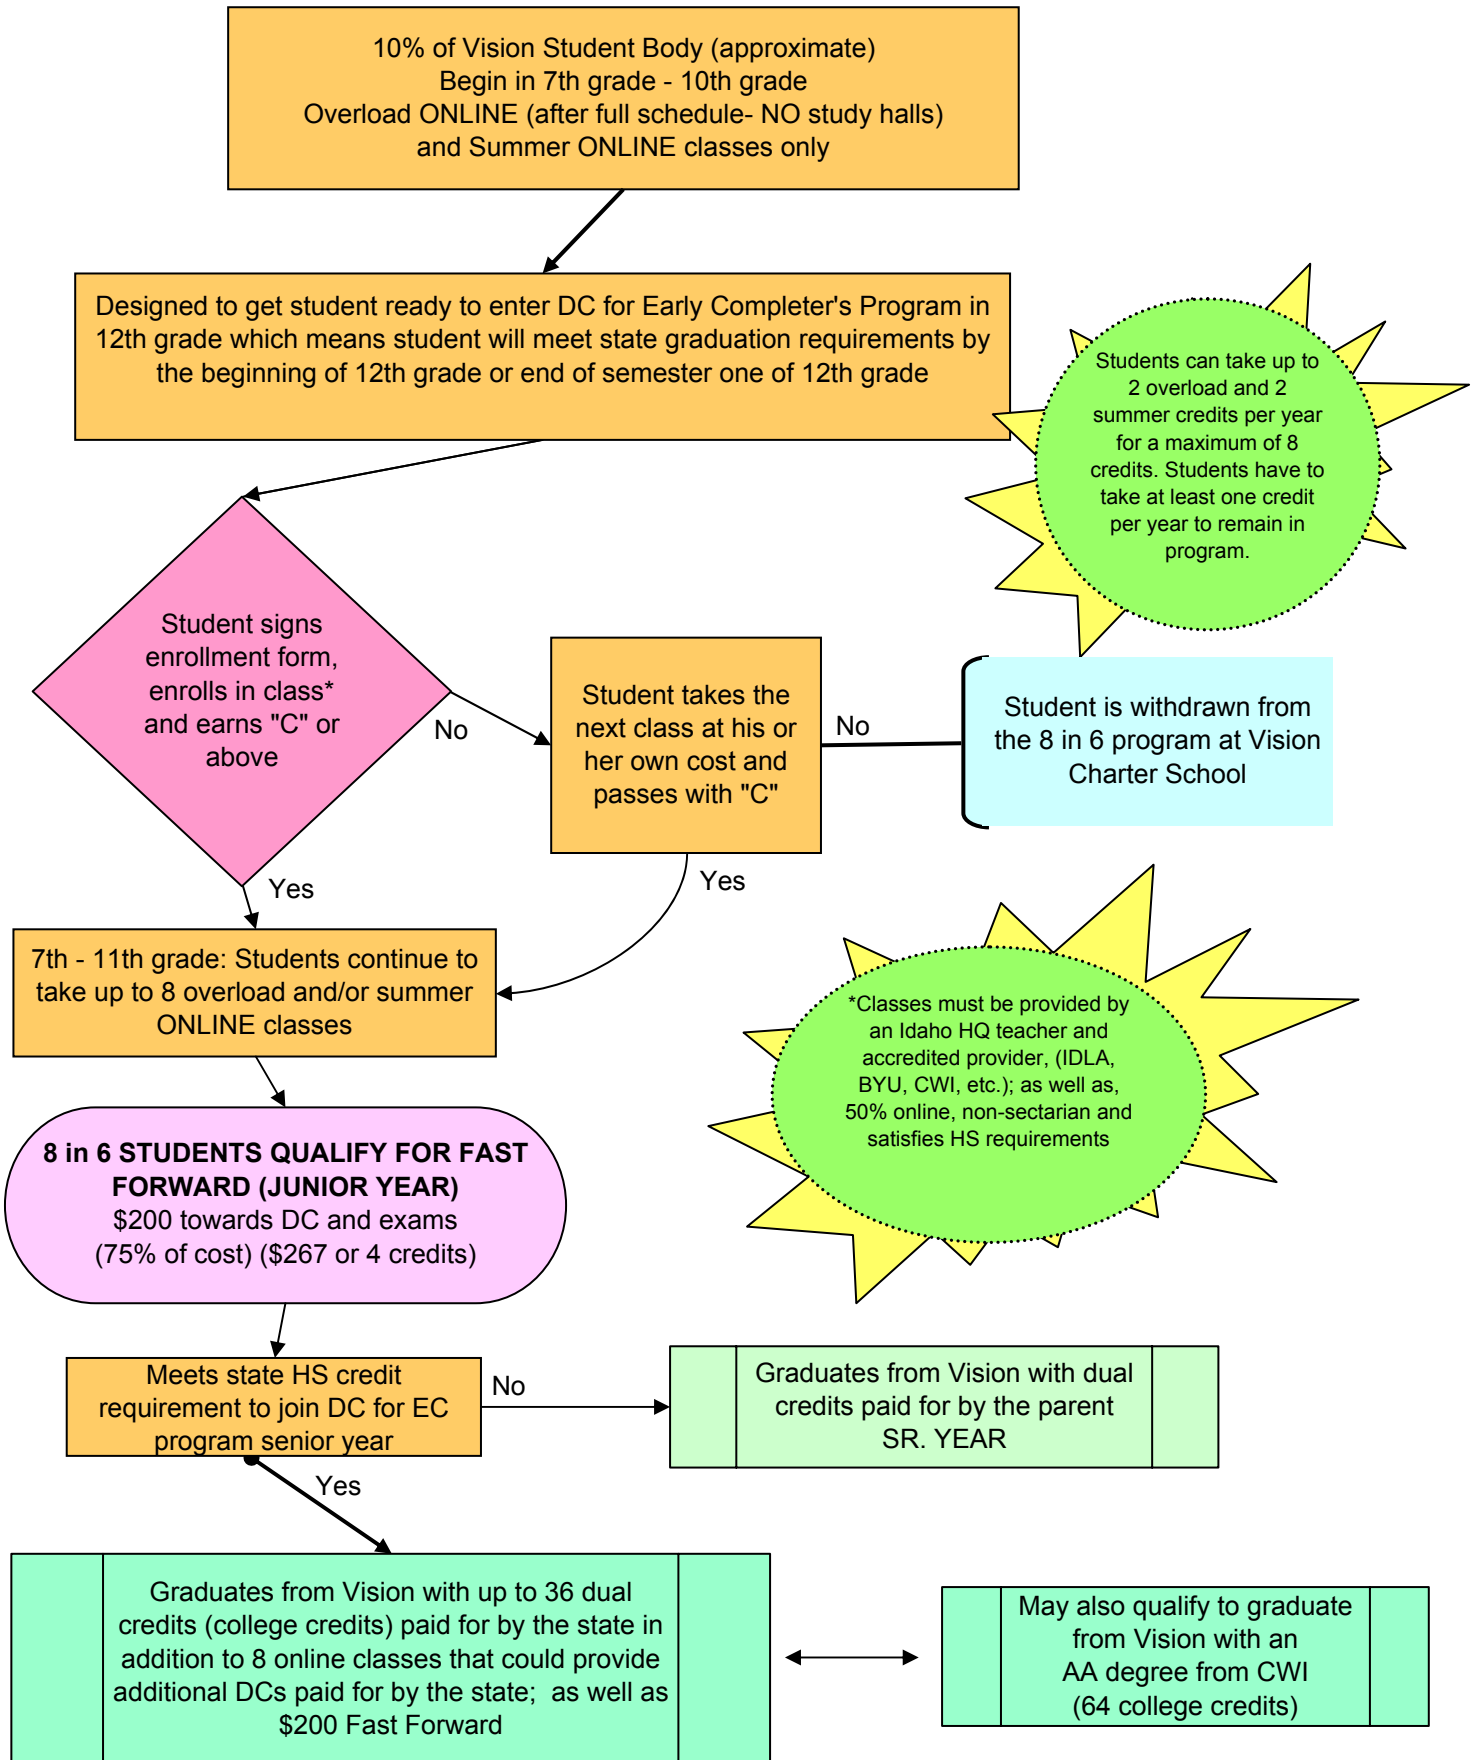 10% of Vision Student Body (approximate)
Begin in 7th grade - 10th grade
Overload ONLINE (after full schedule- NO study halls)
and Summer ONLINE classes only
Designed to get student ready to enter DC for Early Completer's Program in
12th grade which means student will meet state graduation requirements by
the beginning of 12th grade or end of semester one of 12th grade
Students can take up to
2 overload and 2
summer credits per year
for a maximum of 8
credits. Students have to
take at least one credit
per year to remain in
program.
Student signs
enrollment form,
enrolls in class*
and earns "C" or
above
No
Student takes the
next class at his or
her own cost and
passes with "C"
No
Student is withdrawn from
the 8 in 6 program at Vision
Charter School
Yes
Yes
7th - 11th grade: Students continue to
take up to 8 overload and/or summer
ONLINE classes
*Classes must be provided by
an Idaho HQ teacher and
accredited provider, (IDLA,
BYU, CWI, etc.); as well as,
50% online, non-sectarian and
satisfies HS requirements
8 in 6 STUDENTS QUALIFY FOR FAST
FORWARD (JUNIOR YEAR)
$200 towards DC and exams
(75% of cost) ($267 or 4 credits)
Meets state HS credit
requirement to join DC for EC
program senior year
No
Graduates from Vision with dual
credits paid for by the parent
SR. YEAR
Yes
Graduates from Vision with up to 36 dual
credits (college credits) paid for by the state in
addition to 8 online classes that could provide
additional DCs paid for by the state;  as well as
$200 Fast Forward
May also qualify to graduate
from Vision with an
AA degree from CWI
(64 college credits)